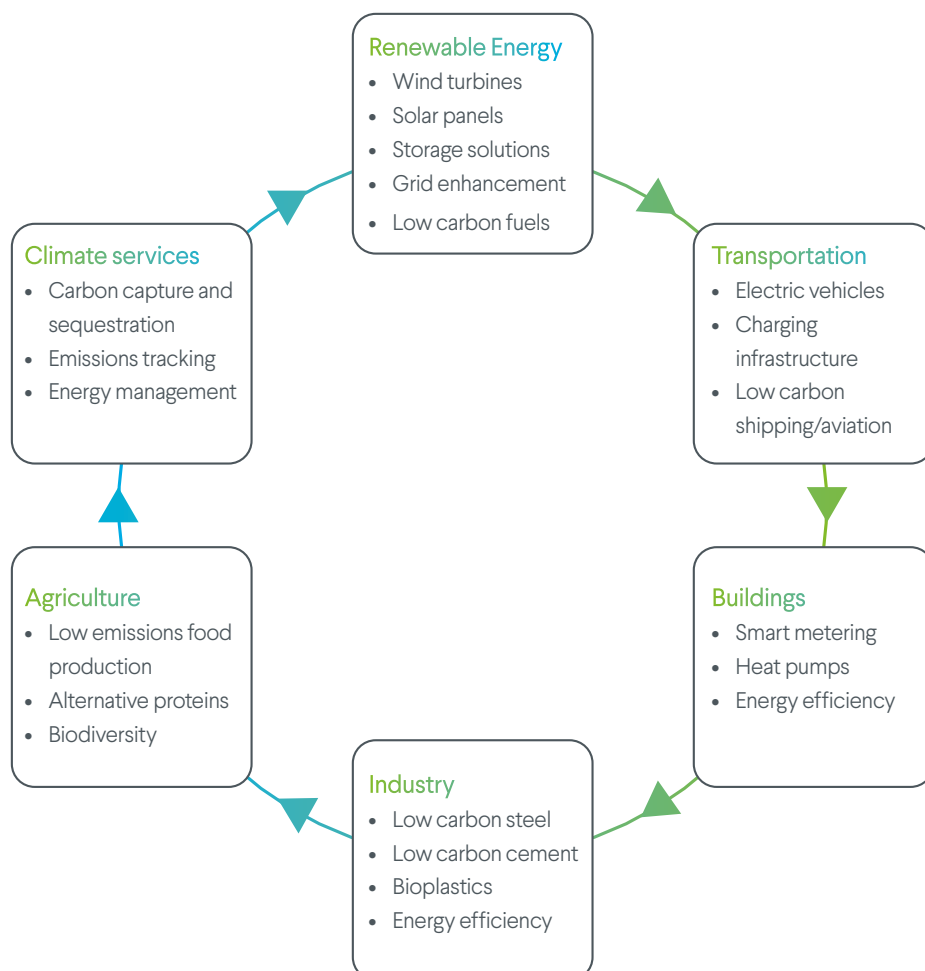 Renewable Energy
• Wind turbines
• Solar panels
• Storage solutions
• Grid enhancement
• Low carbon fuels
Transportation
• Electric vehicles
• Charging
infrastructure
• Low carbon
shipping/aviation
Buildings
• Smart metering
• Heat pumps
• Energy efficiency
Industry
• Low carbon steel
• Low carbon cement
• Bioplastics
• Energy efficiency
Agriculture
• Low emissions food
production
• Alternative proteins
• Biodiversity
Climate services
• Carbon capture and
sequestration
• Emissions tracking
• Energy management